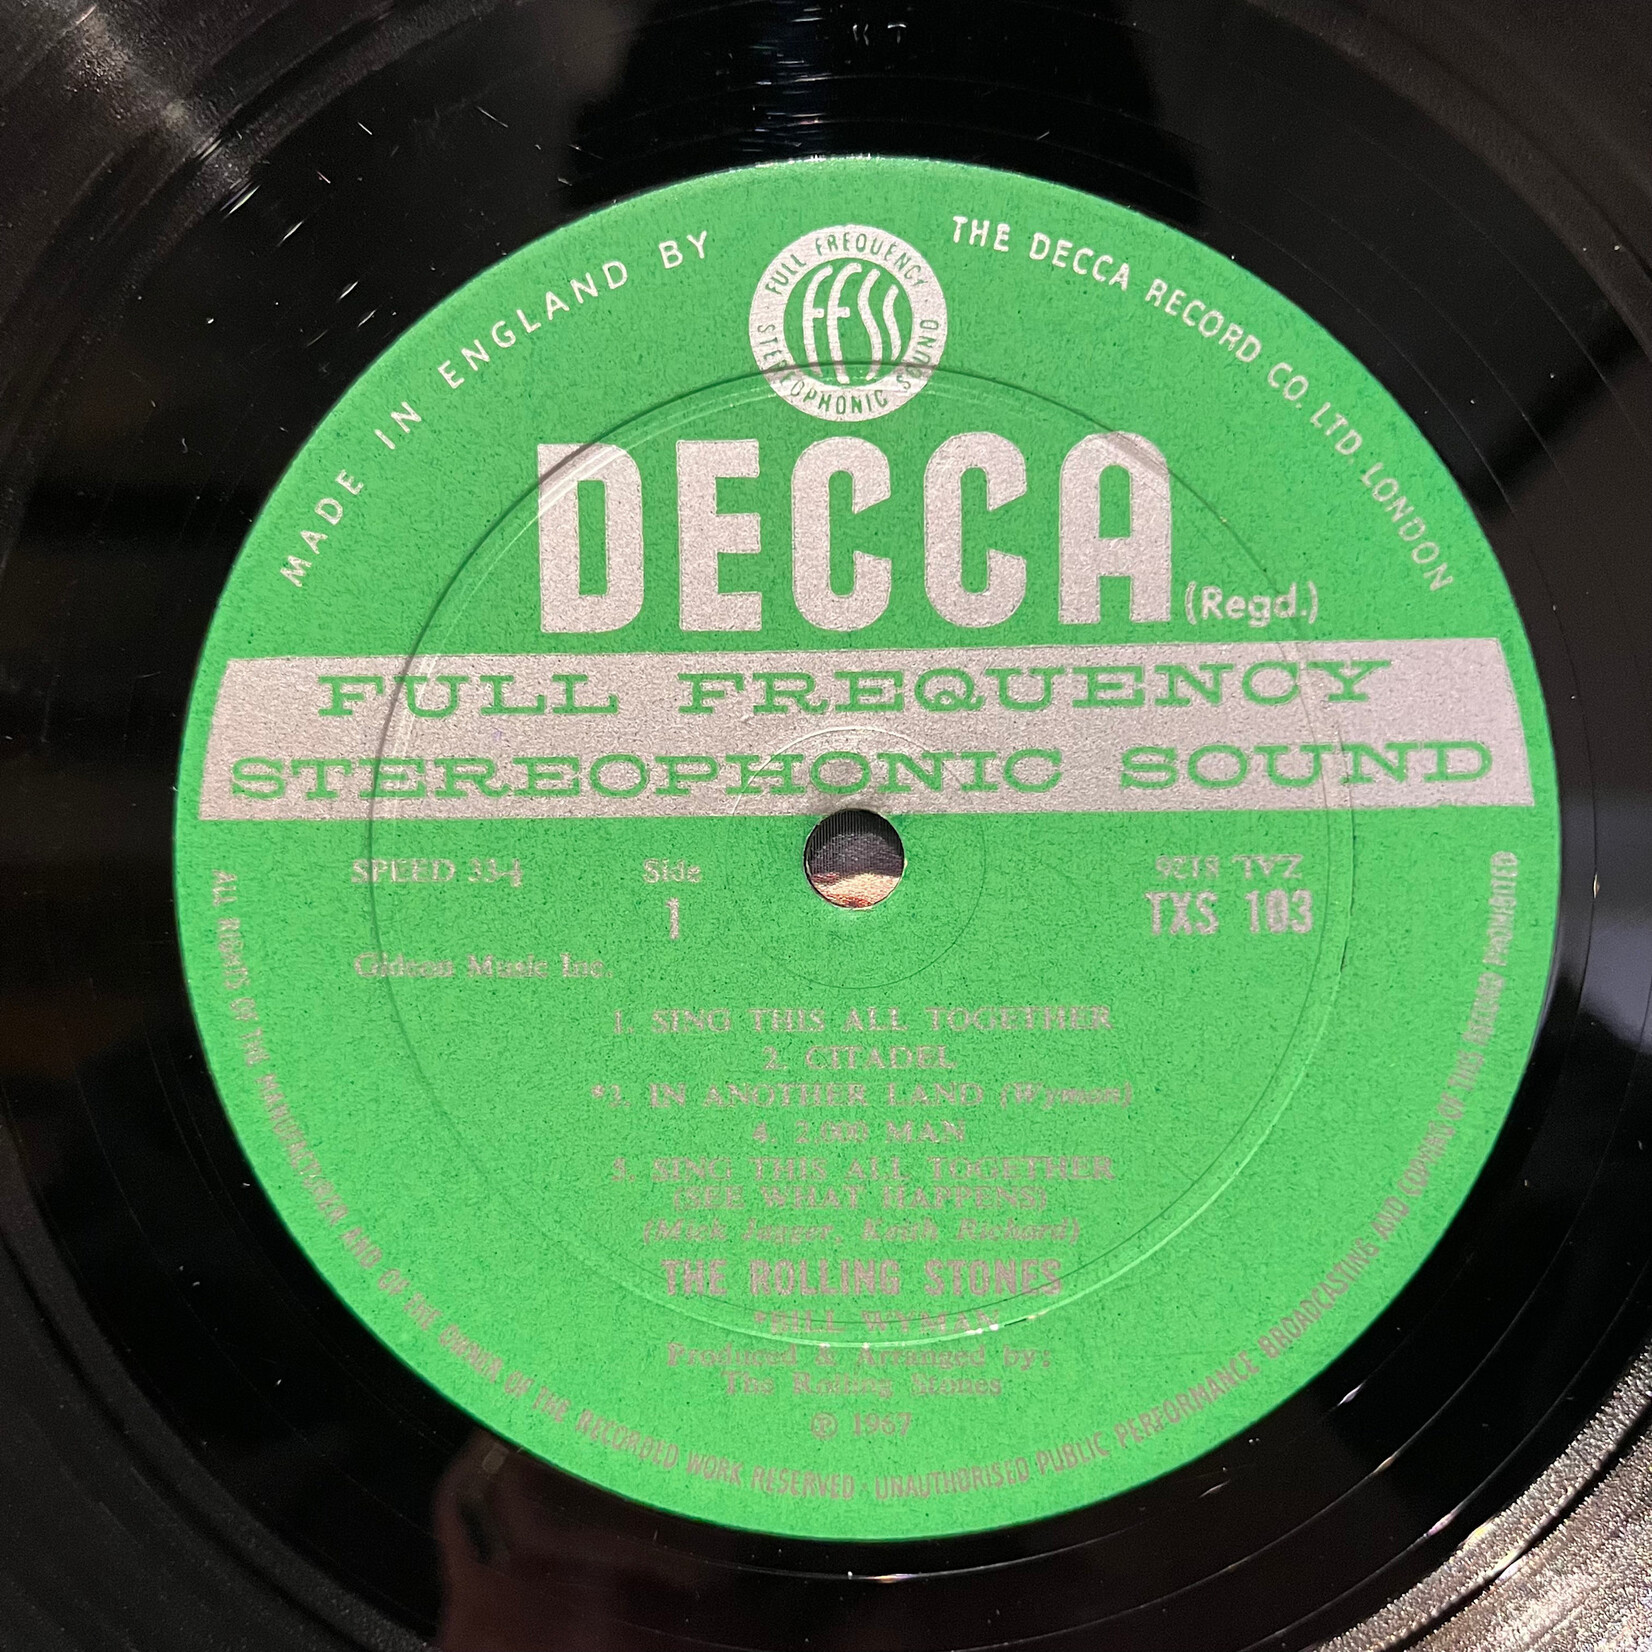 MADE IN ENGLAND BY
THE DECCA RECORD CO. LTD. LONDON
FULL FREQUENCY
ffss
STEREOPHONIC SOUND
DECCA (Regd.)
FULL FREQUENCY
STEREOPHONIC SOUND
SPEED 33⅓
Side
1
ZAL 8126
TXS 103
Gideon Music Inc.
1. SING THIS ALL TOGETHER
2. CITADEL
*3. IN ANOTHER LAND (Wyman)
4. 2,000 MAN
5. SING THIS ALL TOGETHER
(SEE WHAT HAPPENS)
(Mick Jagger, Keith Richard)
THE ROLLING STONES
*BILL WYMAN
Produced & Arranged by:
The Rolling Stones
℗ 1967
ALL RIGHTS OF THE MANUFACTURER AND OF THE OWNER OF THE RECORDED WORK RESERVED · UNAUTHORISED PUBLIC PERFORMANCE BROADCASTING AND COPYING OF THIS RECORD PROHIBITED